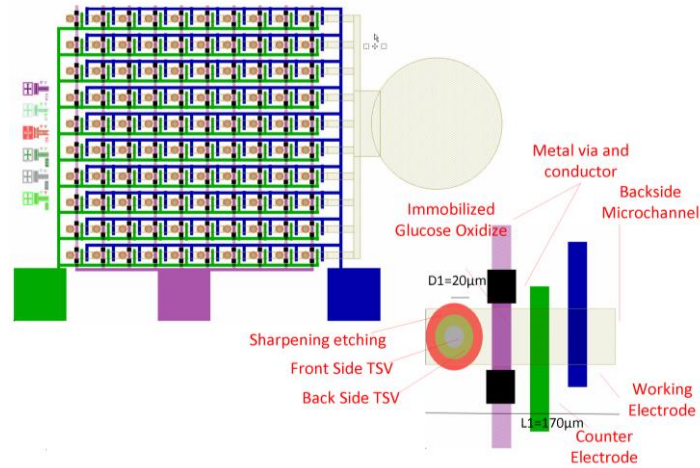 Metal via and
conductor
Backside
Microchannel
Immobilized
Glucose Oxidize
D1=20µm
Sharpening etching
Front Side TSV
Back Side TSV
Working
Electrode
L1=170µm
Counter
Electrode